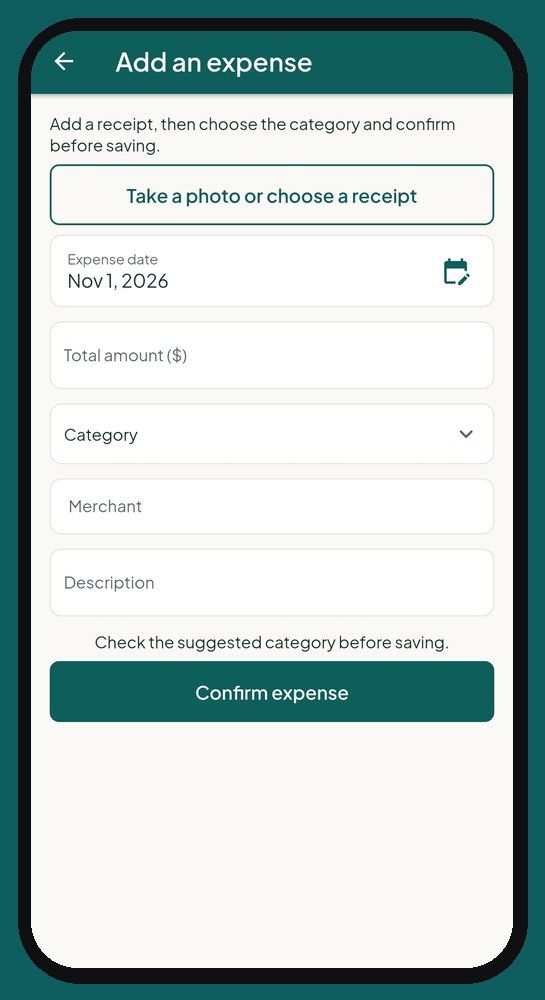 Add an expense
Add a receipt, then choose the category and confirm
before saving.
Take a photo or choose a receipt
Expense date
Nov 1, 2026
Total amount ($)
Category
Merchant
Description
Check the suggested category before saving.
Confirm expense